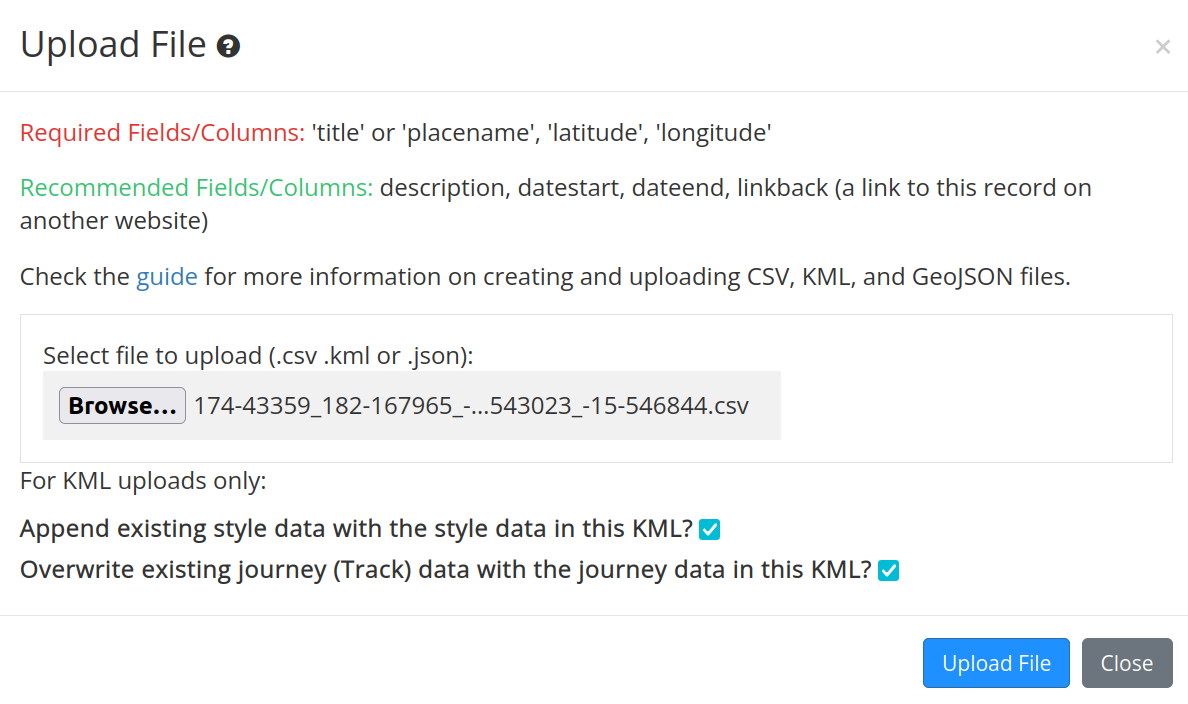 Upload File ?
×
Required Fields/Columns: 'title' or 'placename', 'latitude', 'longitude'
Recommended Fields/Columns: description, datestart, dateend, linkback (a link to this record on
another website)
Check the guide for more information on creating and uploading CSV, KML, and GeoJSON files.
Select file to upload (.csv .kml or .json):
Browse... 174-43359_182-167965_-...543023_-15-546844.csv
For KML uploads only:
Append existing style data with the style data in this KML?
Overwrite existing journey (Track) data with the journey data in this KML?
Upload File Close